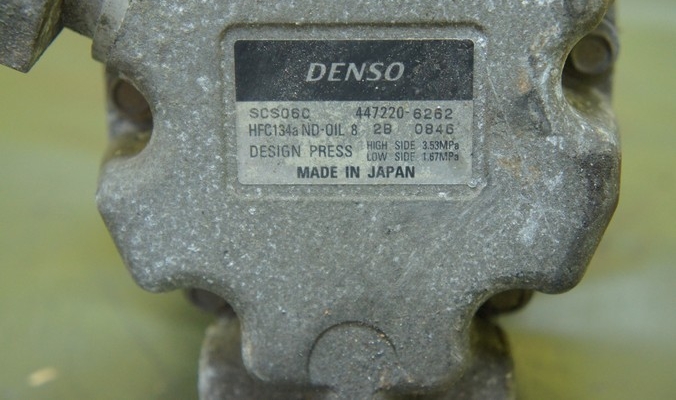 DENSO
SCS06C 447220-6262
HFC134a ND-OIL 8 2B 0846
DESIGN PRESS HIGH SIDE 3.53MPa
LOW SIDE 1.67MPa
MADE IN JAPAN